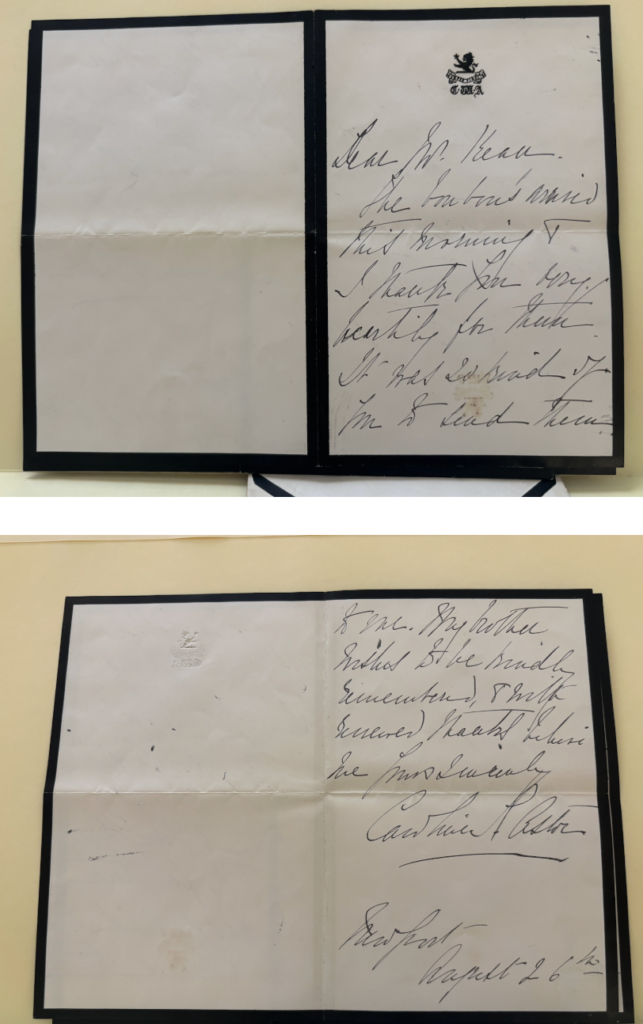 CWA
Dear Mr. Kean.
The bonbon's arrived
this morning &
I thank you very
heartily for them
It was so kind of
you to send them
to me. My brother
wishes to be kindly
remembered, & with
renewed thanks believe
me yours sincerely
Caroline A Astor
Newport
August 26th